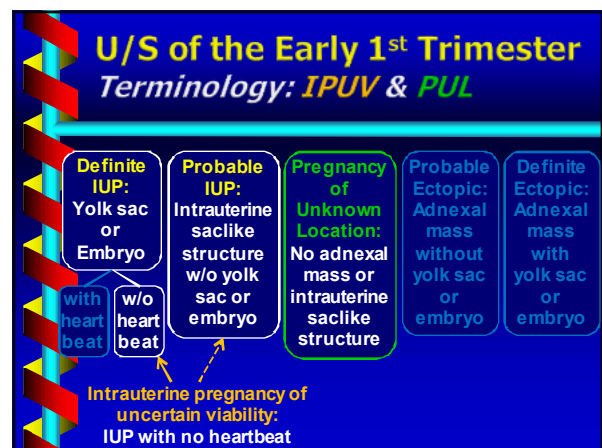 U/S of the Early 1st Trimester
Terminology: IPUV & PUL
Definite
IUP:
Yolk sac
or
Embryo
with
heart
beat
w/o
heart
beat
Probable
IUP:
Intrauterine
saclike
structure
w/o yolk
sac or
embryo
Pregnancy
of
Unknown
Location:
No adnexal
mass or
intrauterine
saclike
structure
Probable
Ectopic:
Adnexal
mass
without
yolk sac
or
embryo
Definite
Ectopic:
Adnexal
mass
with
yolk sac
or
embryo
Intrauterine pregnancy of
uncertain viability:
IUP with no heartbeat